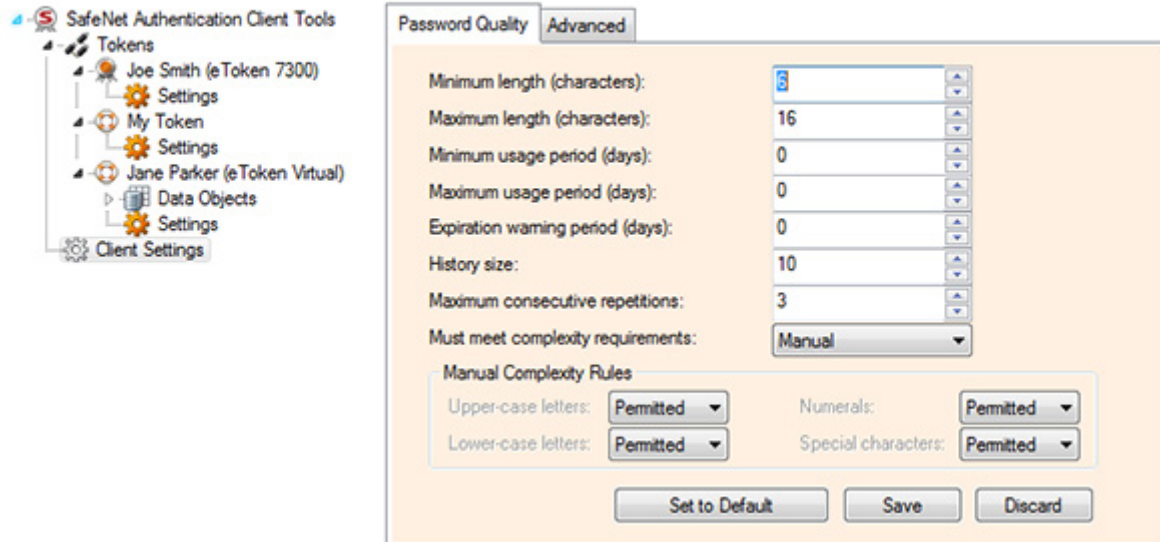 SafeNet Authentication Client Tools
Tokens
Joe Smith (eToken 7300)
Settings
My Token
Settings
Jane Parker (eToken Virtual)
Data Objects
Settings
Client Settings
Password Quality Advanced
Minimum length (characters): 6
Maximum length (characters): 16
Minimum usage period (days): 0
Maximum usage period (days): 0
Expiration warning period (days): 0
History size: 10
Maximum consecutive repetitions: 3
Must meet complexity requirements: Manual
Manual Complexity Rules
Upper-case letters: Permitted Numerals: Permitted
Lower-case letters: Permitted Special characters: Permitted
Set to Default Save Discard